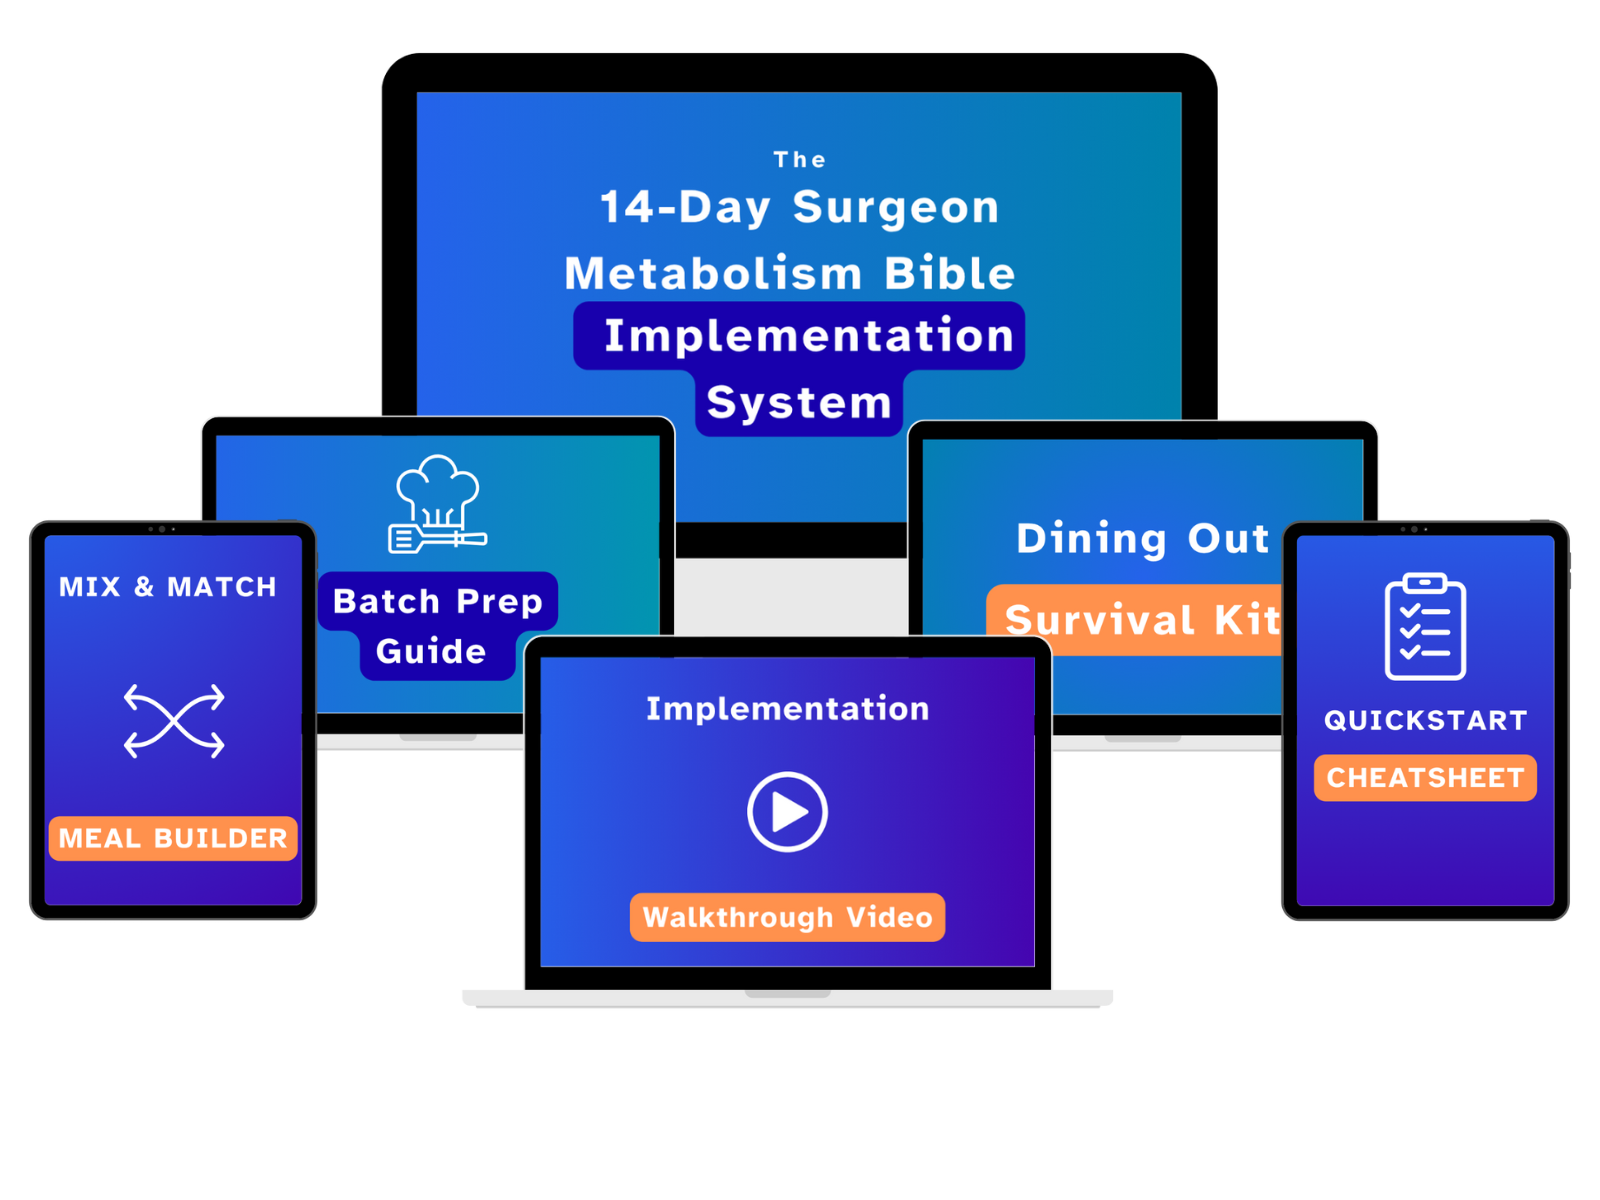 The
14-Day Surgeon
Metabolism Bible
Implementation
System
Batch Prep
Guide
Dining Out
Survival Kit
MIX & MATCH
MEAL BUILDER
Implementation
Walkthrough Video
QUICKSTART
CHEATSHEET